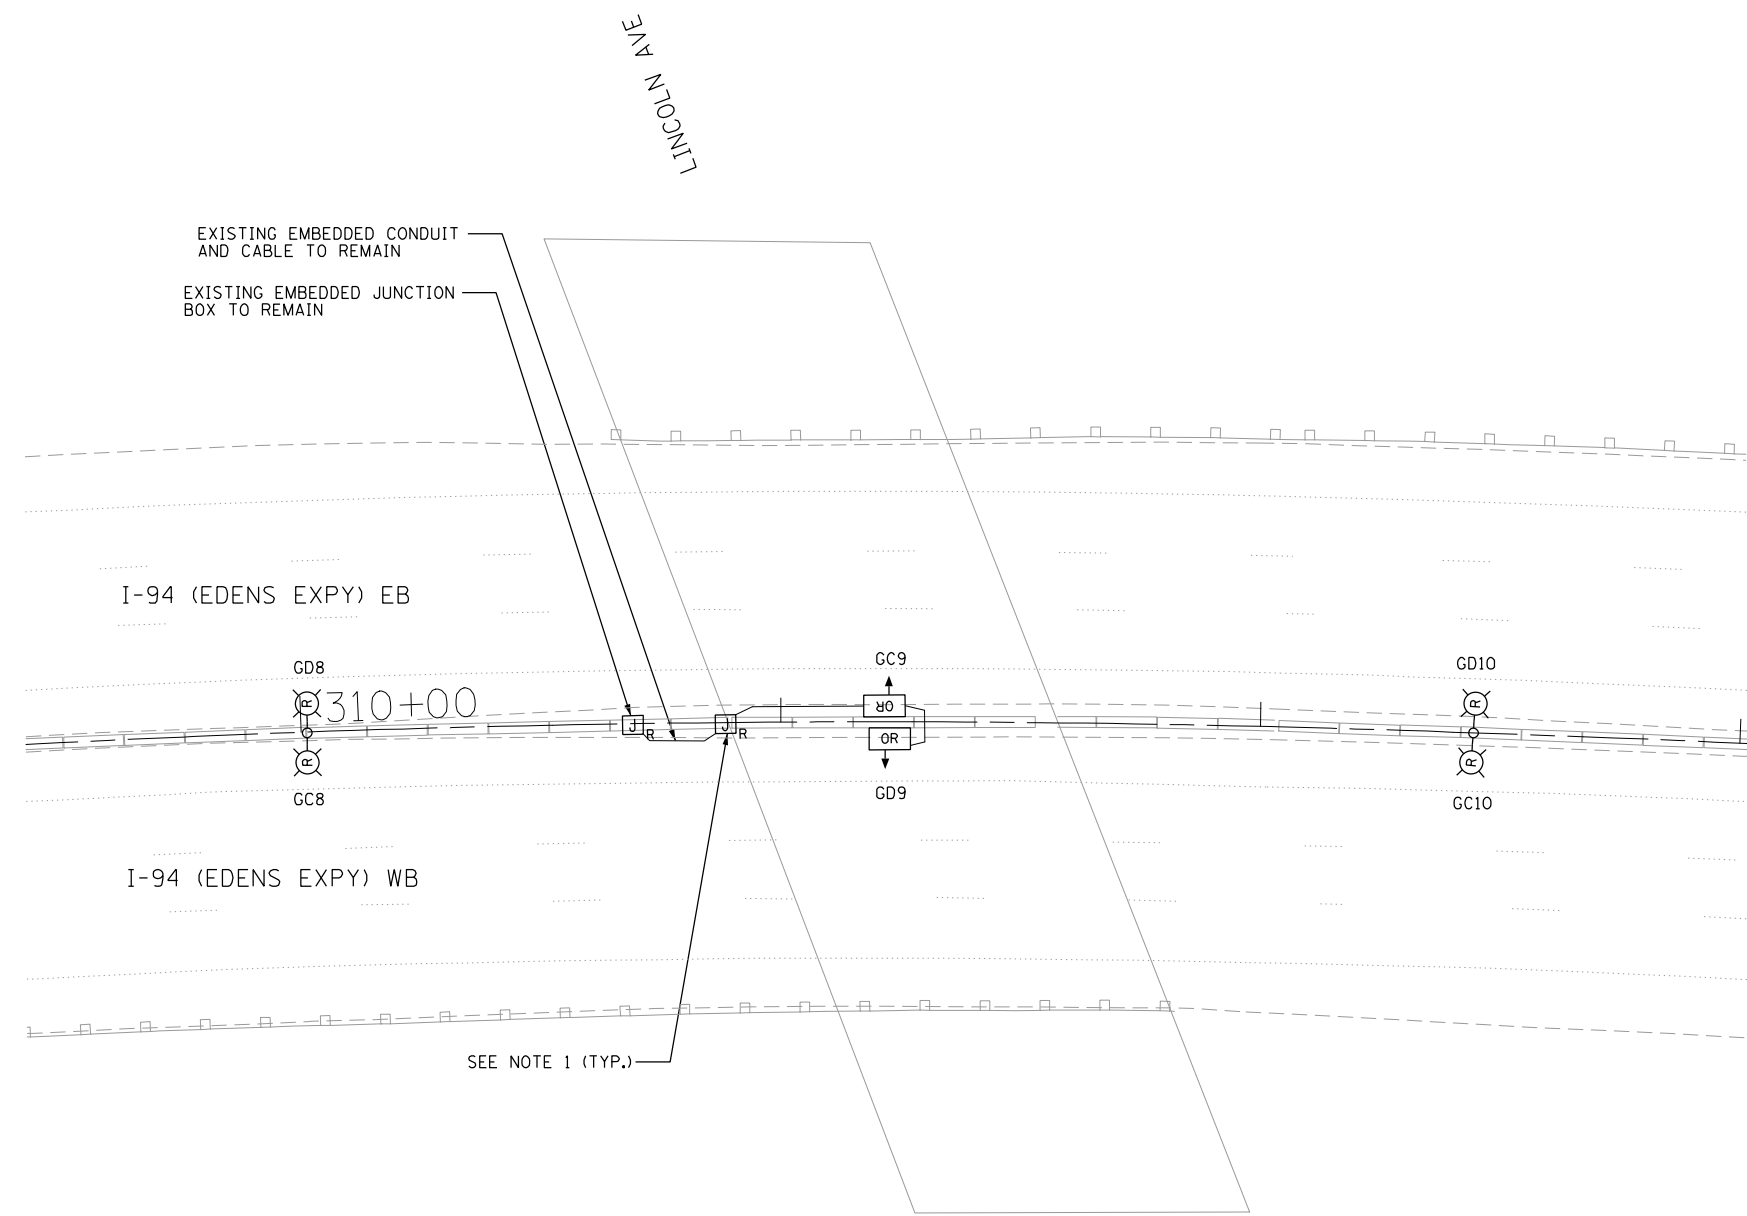 LINCOLN AVE
EXISTING EMBEDDED CONDUIT
AND CABLE TO REMAIN
EXISTING EMBEDDED JUNCTION
BOX TO REMAIN
I-94 (EDENS EXPY) EB
GD8
R
310+00
R
GC8
J
R
J
R
GC9
OR
OR
GD9
GD10
R
R
GC10
I-94 (EDENS EXPY) WB
SEE NOTE 1 (TYP.)